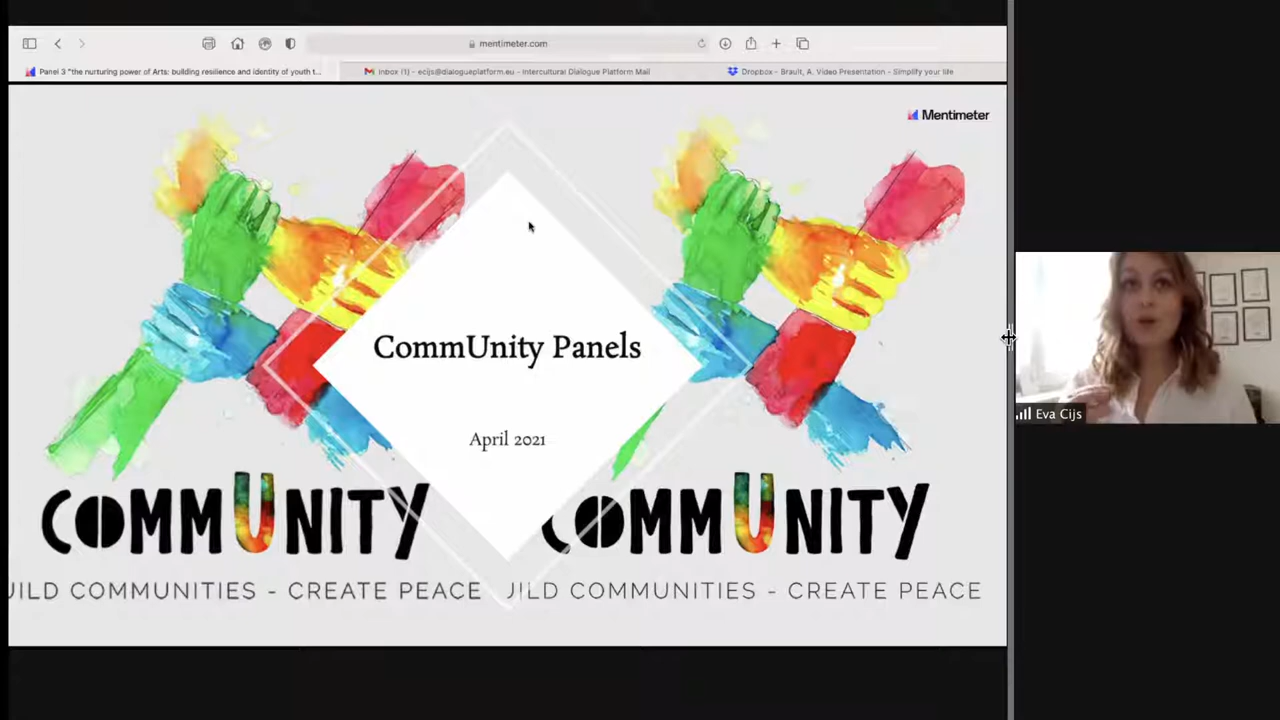 mentimeter.com
Panel 3 "the nurturing power of Arts: building resilience and identity of youth t...
Inbox (1) - ecijs@dialogueplatform.eu - Intercultural Dialogue Platform Mail
Dropbox - Brault, A. Video Presentation - Simplify your life
Mentimeter
CommUnity Panels
April 2021
Eva Cijs
COMMUNITY
COMMUNITY
UILD COMMUNITIES - CREATE PEACE
UILD COMMUNITIES - CREATE PEACE